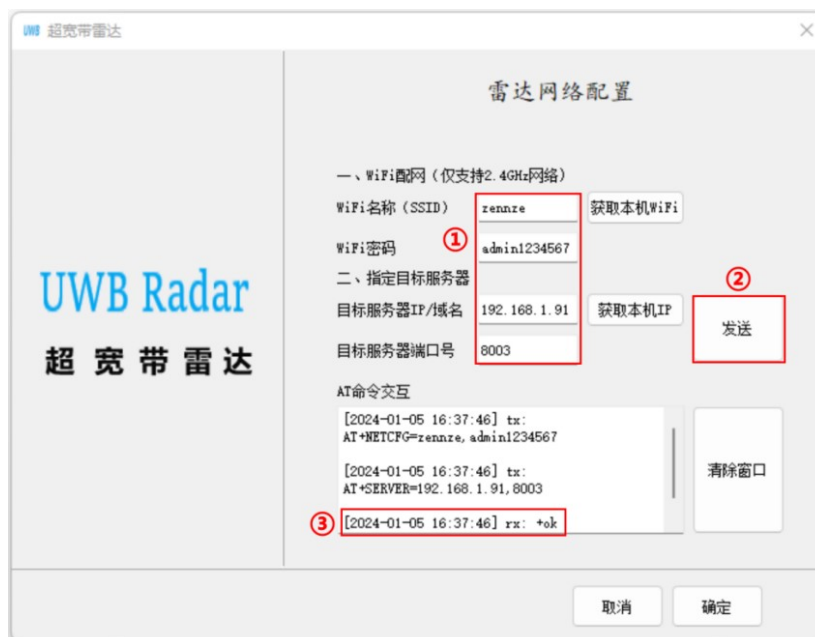 UWB 超宽带雷达
雷达网络配置
一、WiFi配网（仅支持2.4GHz网络）
WiFi名称（SSID） zennze 获取本机WiFi
①
WiFi密码 admin1234567
二、指定目标服务器
②
目标服务器IP/域名 192.168.1.91 获取本机IP
发送
目标服务器端口号 8003
UWB Radar
超宽带雷达
AT命令交互
[2024-01-05 16:37:46] tx:
AT+NETCFG=zennze,admin1234567
[2024-01-05 16:37:46] tx:
AT+SERVER=192.168.1.91,8003
清除窗口
③ [2024-01-05 16:37:46] rx: +ok
取消 确定